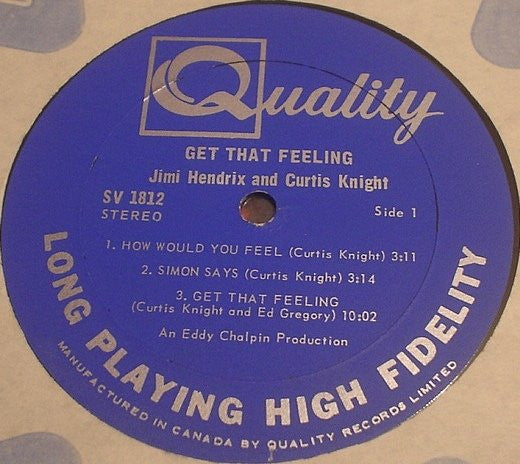 Quality
GET THAT FEELING
Jimi Hendrix and Curtis Knight
SV 1812
STEREO
Side 1
1. HOW WOULD YOU FEEL (Curtis Knight) 3:11
2. SIMON SAYS (Curtis Knight) 3:14
3. GET THAT FEELING
(Curtis Knight and Ed Gregory) 10:02
An Eddy Chalpin Production
LONG PLAYING HIGH FIDELITY
MANUFACTURED IN CANADA BY QUALITY RECORDS LIMITED